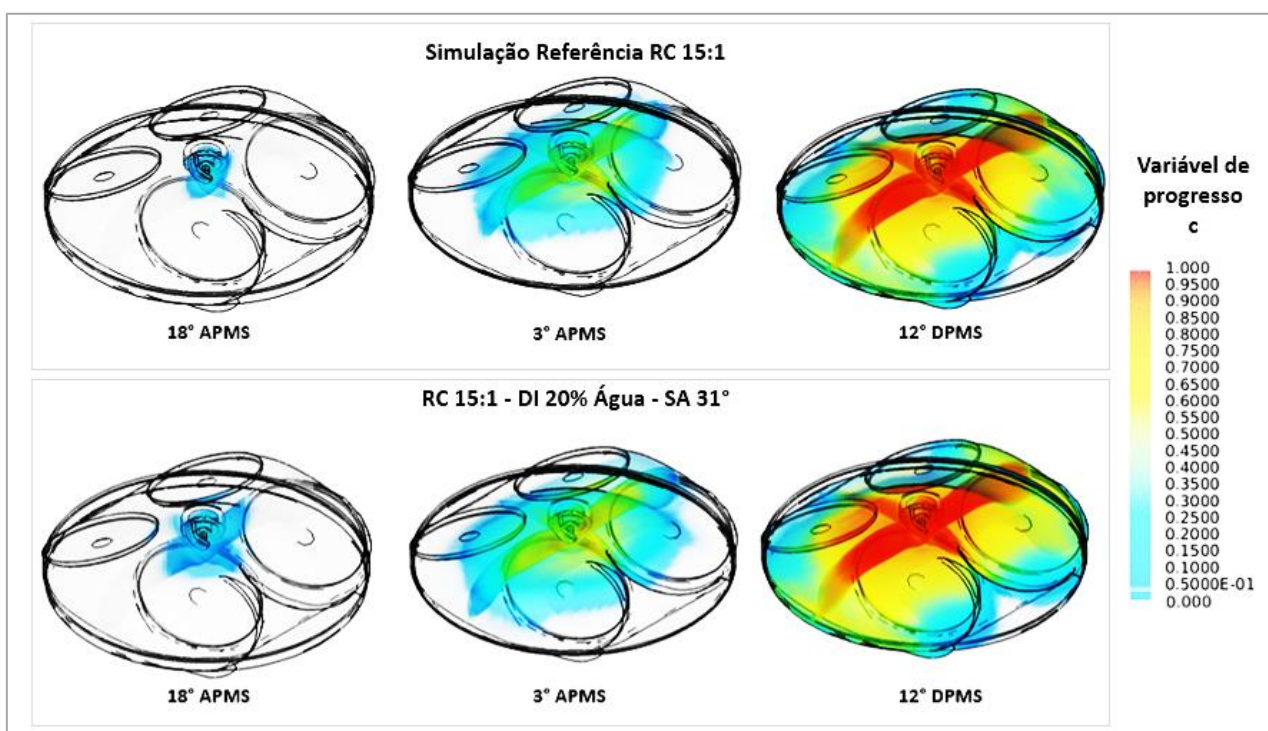 Simulação Referência RC 15:1
18° APMS
3° APMS
12° DPMS
RC 15:1 - DI 20% Água - SA 31°
18° APMS
3° APMS
12° DPMS
Variável de
progresso
c
1.000
0.9500
0.9000
0.8500
0.8000
0.7500
0.7000
0.6500
0.6000
0.5500
0.5000
0.4500
0.4000
0.3500
0.3000
0.2500
0.2000
0.1500
0.1000
0.5000E-01
0.000